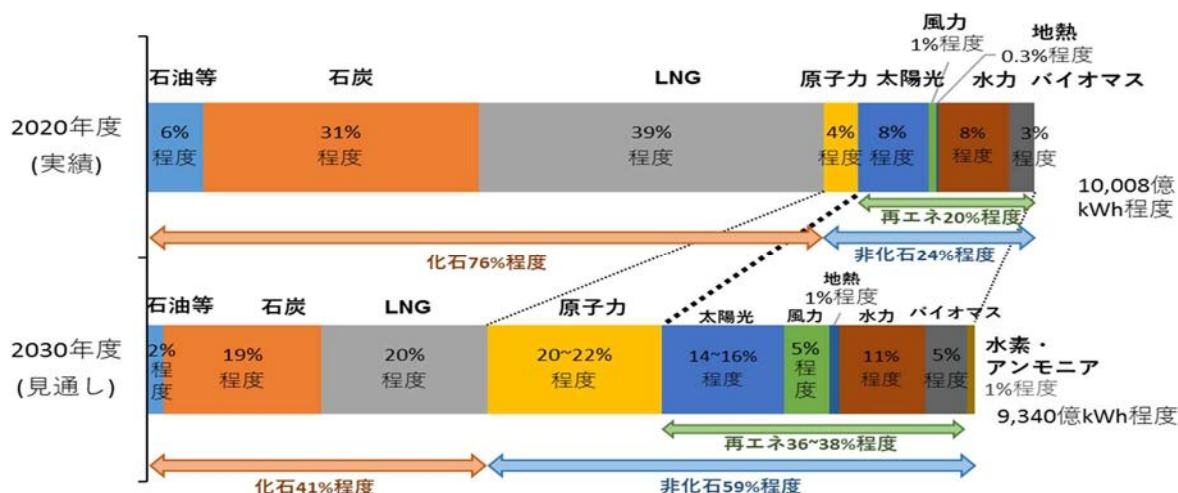 風力
1%程度
地熱
0.3%程度
石油等
石炭
LNG
原子力
太陽光
水力
バイオマス
2020年度
(実績)
6%
程度
31%
程度
39%
程度
4%
程度
8%
程度
8%
程度
3%
程度
10,008億
kWh程度
再エネ20%程度
化石76%程度
非化石24%程度
石油等
石炭
LNG
原子力
太陽光
風力
地熱
1%程度
水力
バイオマス
2030年度
(見通し)
2%
程
度
19%
程度
20%
程度
20~22%
程度
14~16%
程度
5%
程
度
11%
程度
5%
程度
水素・
アンモニア
1%程度
9,340億kWh程度
再エネ36~38%程度
化石41%程度
非化石59%程度